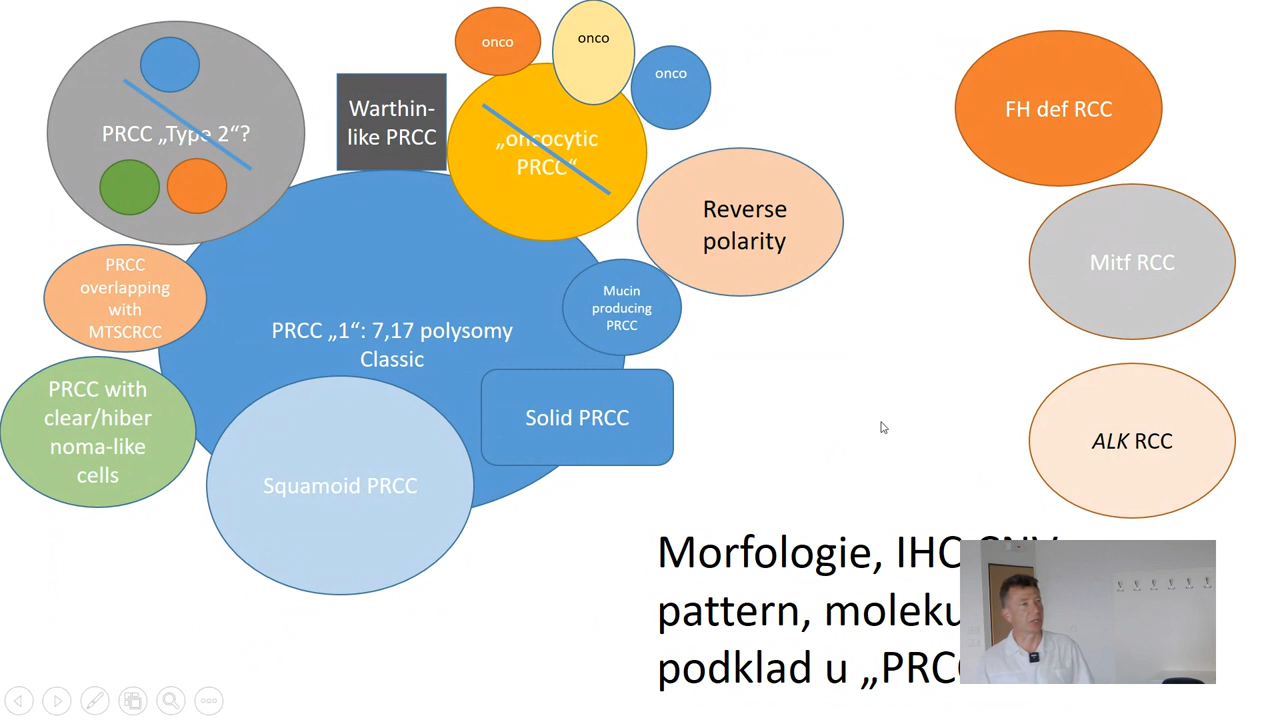 onco
onco
onco
PRCC „Type 2“?
Warthin-
like PRCC
„oncocytic
PRCC“
FH def RCC
Reverse
polarity
Mitf RCC
PRCC
overlapping
with
MTSCRCC
Mucin
producing
PRCC
PRCC „1“: 7,17 polysomy
Classic
PRCC with
clear/hiber
noma-like
cells
Solid PRCC
ALK RCC
Squamoid PRCC
Morfologie, IHC
pattern,
podklad u